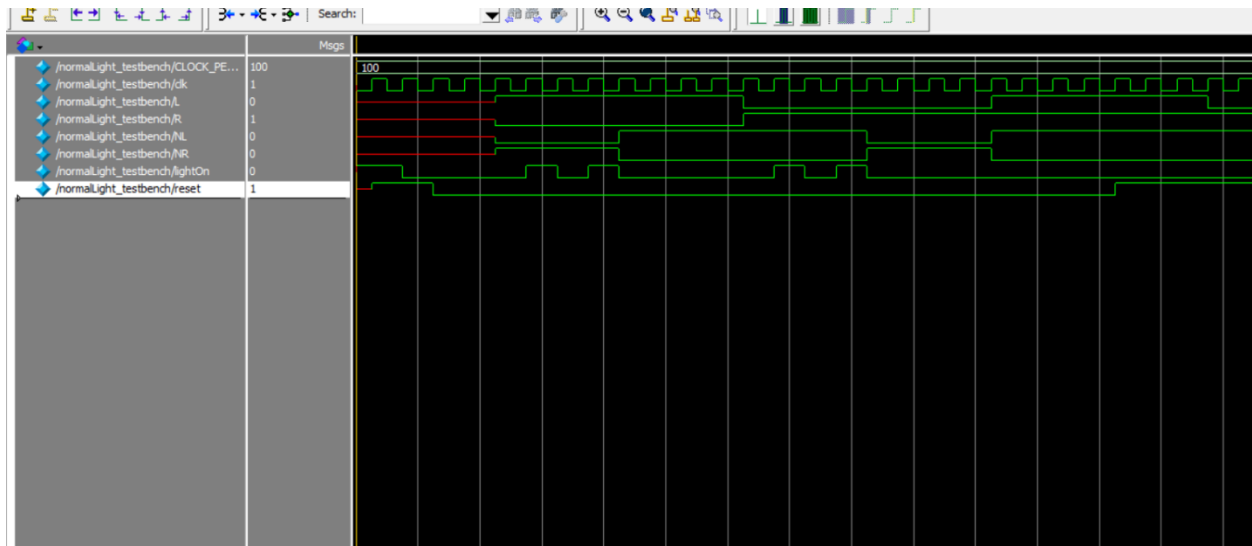 Search:
Msgs
/normalLight_testbench/CLOCK_PE... 100 100
/normalLight_testbench/clk 1
/normalLight_testbench/L 0
/normalLight_testbench/R 1
/normalLight_testbench/NL 0
/normalLight_testbench/NR 0
/normalLight_testbench/lightOn 0
/normalLight_testbench/reset 1